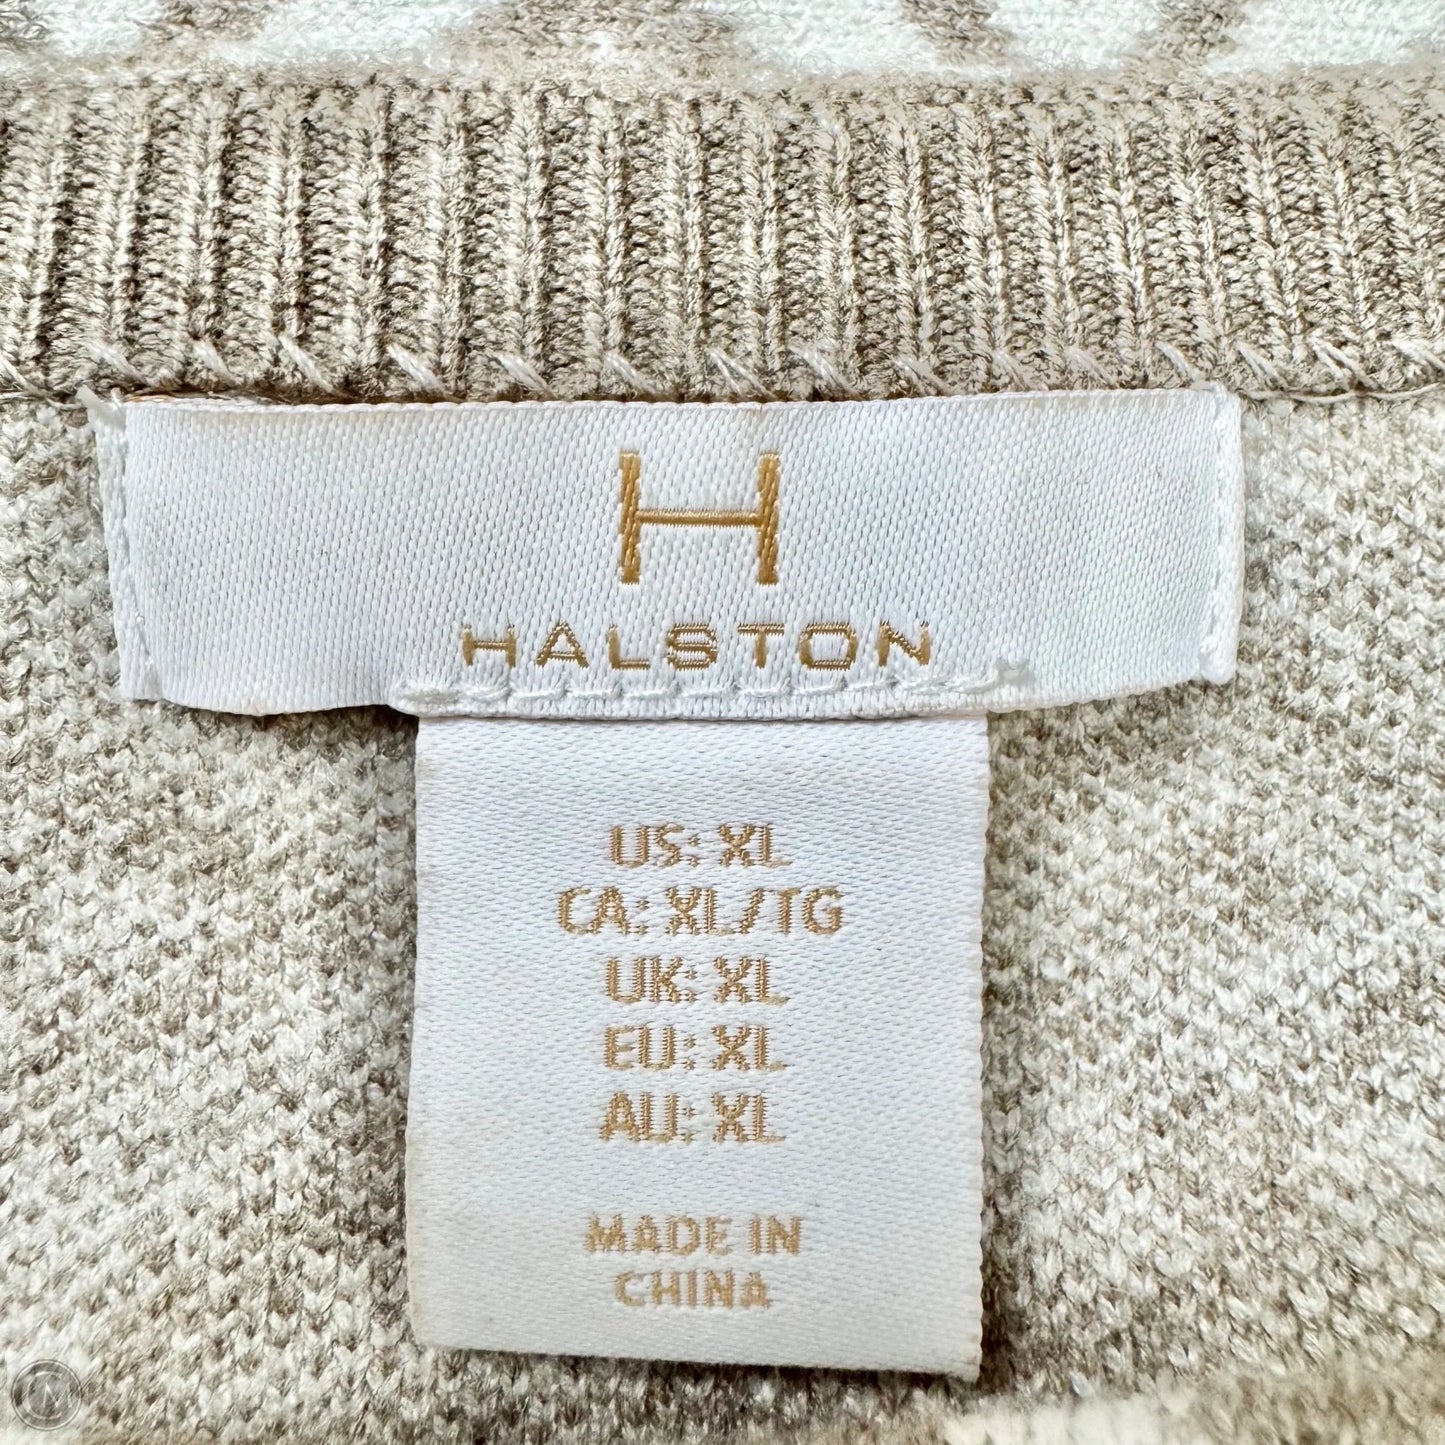 H
HALSTON
US: XL
CA: XL/TG
UK: XL
EU: XL
AU: XL
MADE IN
CHINA